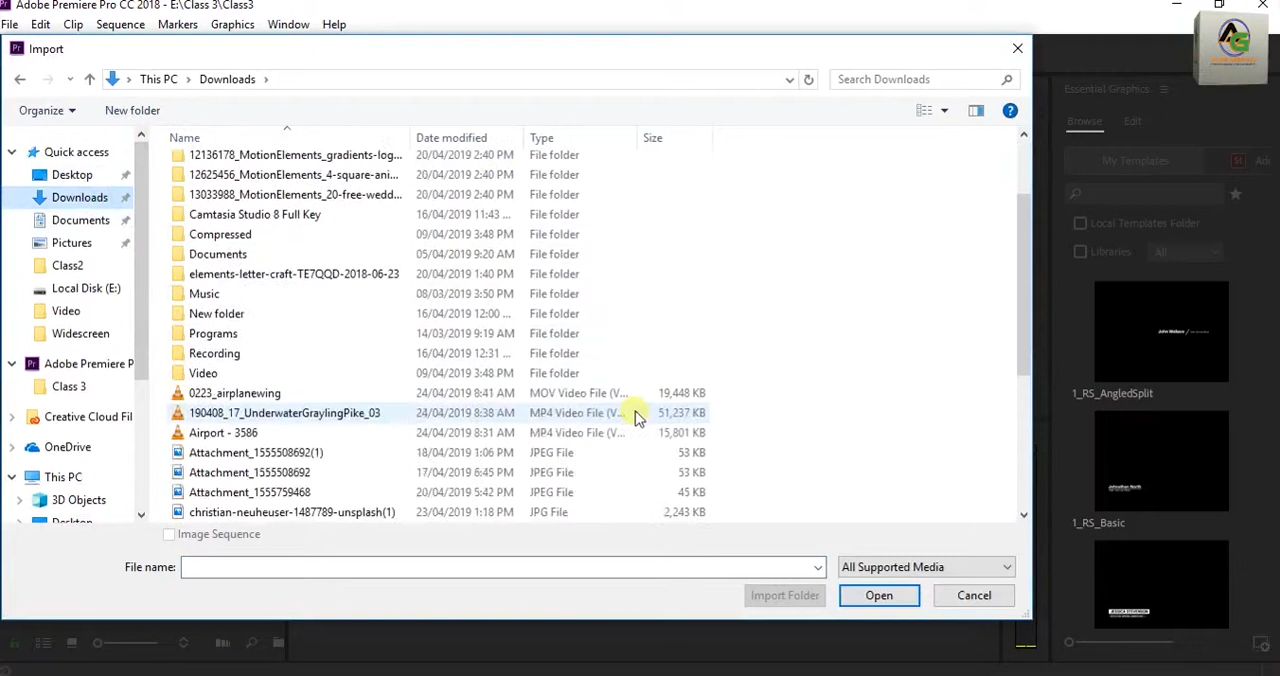 Adobe Premiere Pro CC 2018 - E:\Class 3\Class3
File Edit Clip Sequence Markers Graphics Window Help
Import
This PC Downloads
Search Downloads
Organize New folder
Name Date modified Type Size
Quick access
Desktop
Downloads
Documents
Pictures
Class2
Local Disk (E:)
Video
Widescreen
Adobe Premiere P
Class 3
Creative Cloud Fil
OneDrive
This PC
3D Objects
Desktop
12136178_MotionElements_gradients-log... 20/04/2019 2:40 PM File folder
12625456_MotionElements_4-square-ani... 20/04/2019 2:40 PM File folder
13033988_MotionElements_20-free-wedd... 20/04/2019 2:40 PM File folder
Camtasia Studio 8 Full Key 16/04/2019 11:43 ... File folder
Compressed 09/04/2019 3:48 PM File folder
Documents 05/04/2019 9:20 AM File folder
elements-letter-craft-TE7QQD-2018-06-23 20/04/2019 1:40 PM File folder
Music 08/03/2019 3:50 PM File folder
New folder 16/04/2019 12:00 ... File folder
Programs 14/03/2019 9:19 AM File folder
Recording 16/04/2019 12:31 ... File folder
Video 09/04/2019 3:48 PM File folder
0223_airplanewing 24/04/2019 8:41 AM MOV Video File (V... 19,448 KB
190408_17_UnderwaterGraylingPike_03 24/04/2019 8:38 AM MP4 Video File (V... 51,237 KB
Airport - 3586 24/04/2019 8:31 AM MP4 Video File (V... 15,801 KB
Attachment_1555508692(1) 18/04/2019 1:06 PM JPEG File 53 KB
Attachment_1555508692 17/04/2019 6:45 PM JPEG File 53 KB
Attachment_1555759468 20/04/2019 5:42 PM JPEG File 45 KB
christian-neuheuser-1487789-unsplash(1) 23/04/2019 1:18 PM JPG File 2,243 KB
Image Sequence
File name:
All Supported Media
Import Folder Open Cancel
Essential Graphics
Browse Edit
My Templates
St Ad
Local Templates Folder
Libraries All
1_RS_AngledSplit
1_RS_Basic